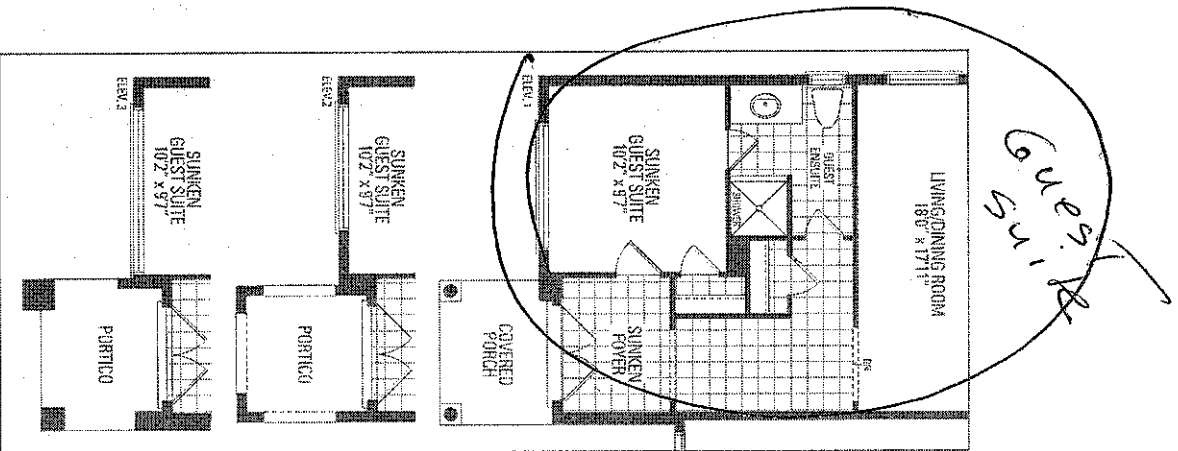 ELEV.3
SUNKEN
GUEST SUITE
10'2" x 9'7"
PORTICO
ELEV.2
SUNKEN
GUEST SUITE
10'2" x 9'7"
PORTICO
ELEV.1
SUNKEN
GUEST SUITE
10'2" x 9'7"
COVERED
PORCH
SUNKEN
FOYER
GUEST
ENSUITE
SHOWER
LIVING/DINING ROOM
18'0" x 17'11"
Guest
Suite